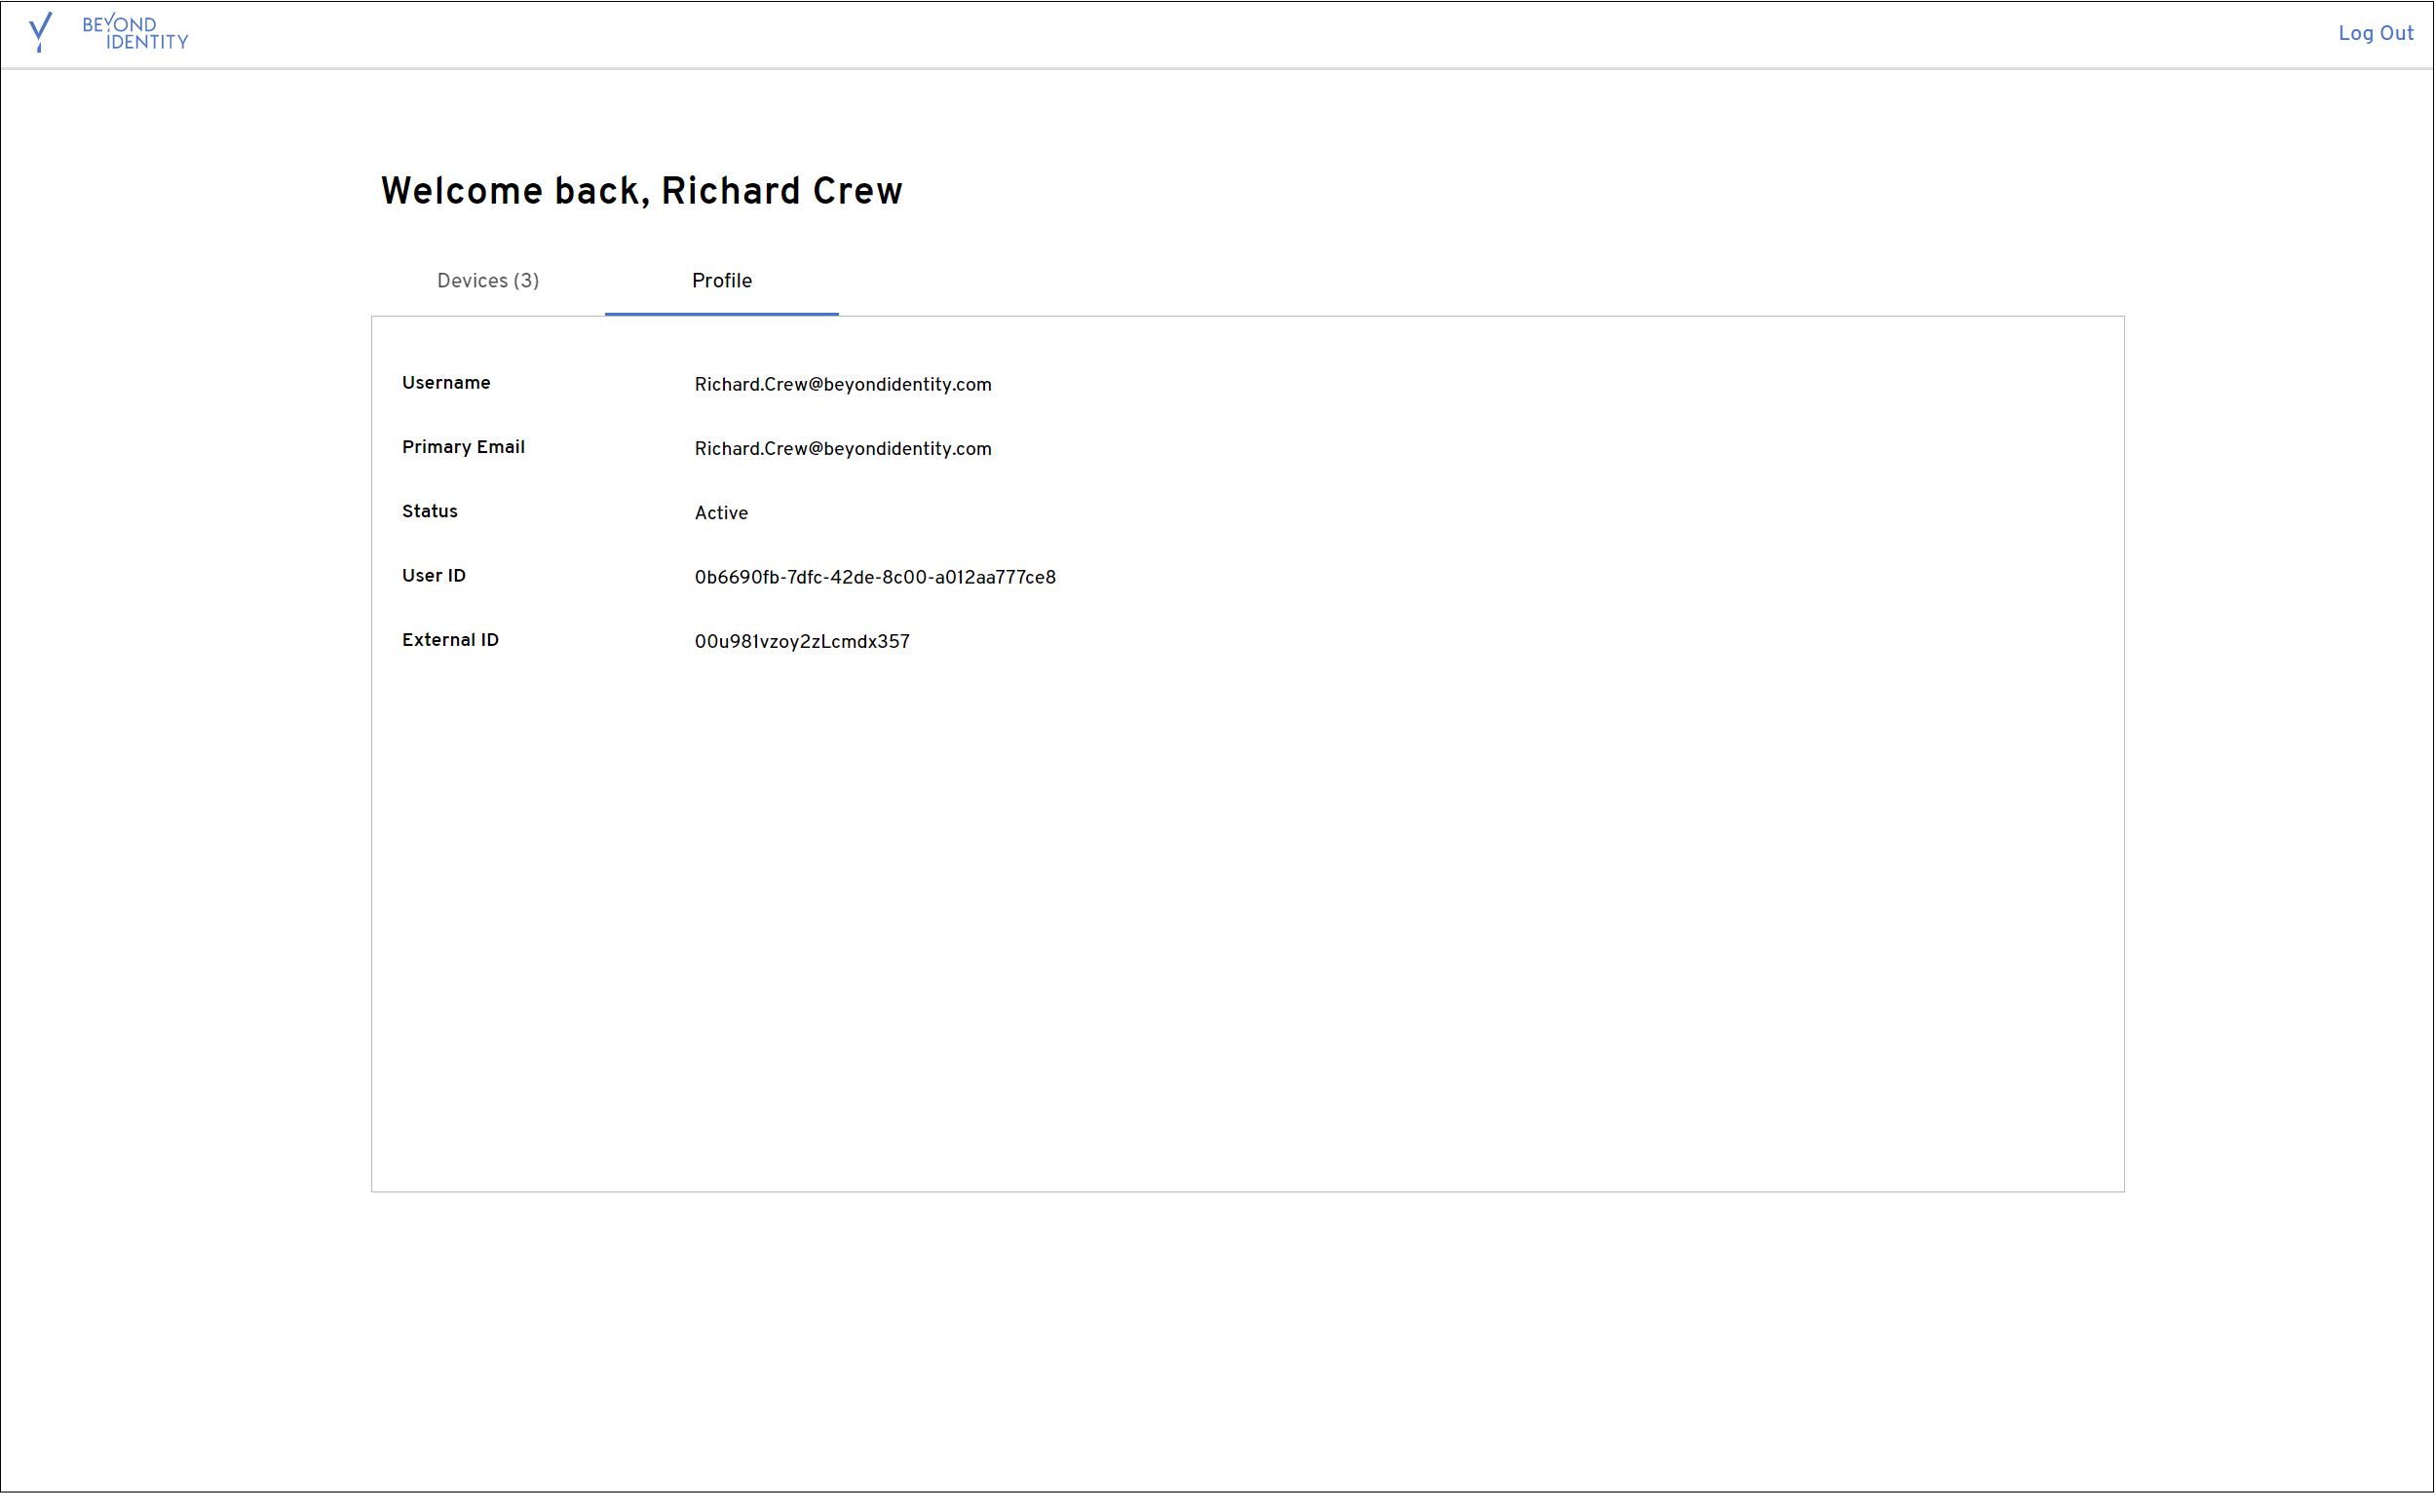 BEYOND
IDENTITY
Log Out
Welcome back, Richard Crew
Devices (3)
Profile
Username
Richard.Crew@beyondidentity.com
Primary Email
Richard.Crew@beyondidentity.com
Status
Active
User ID
0b6690fb-7dfc-42de-8c00-a012aa777ce8
External ID
00u981vzoy2zLcmdx357